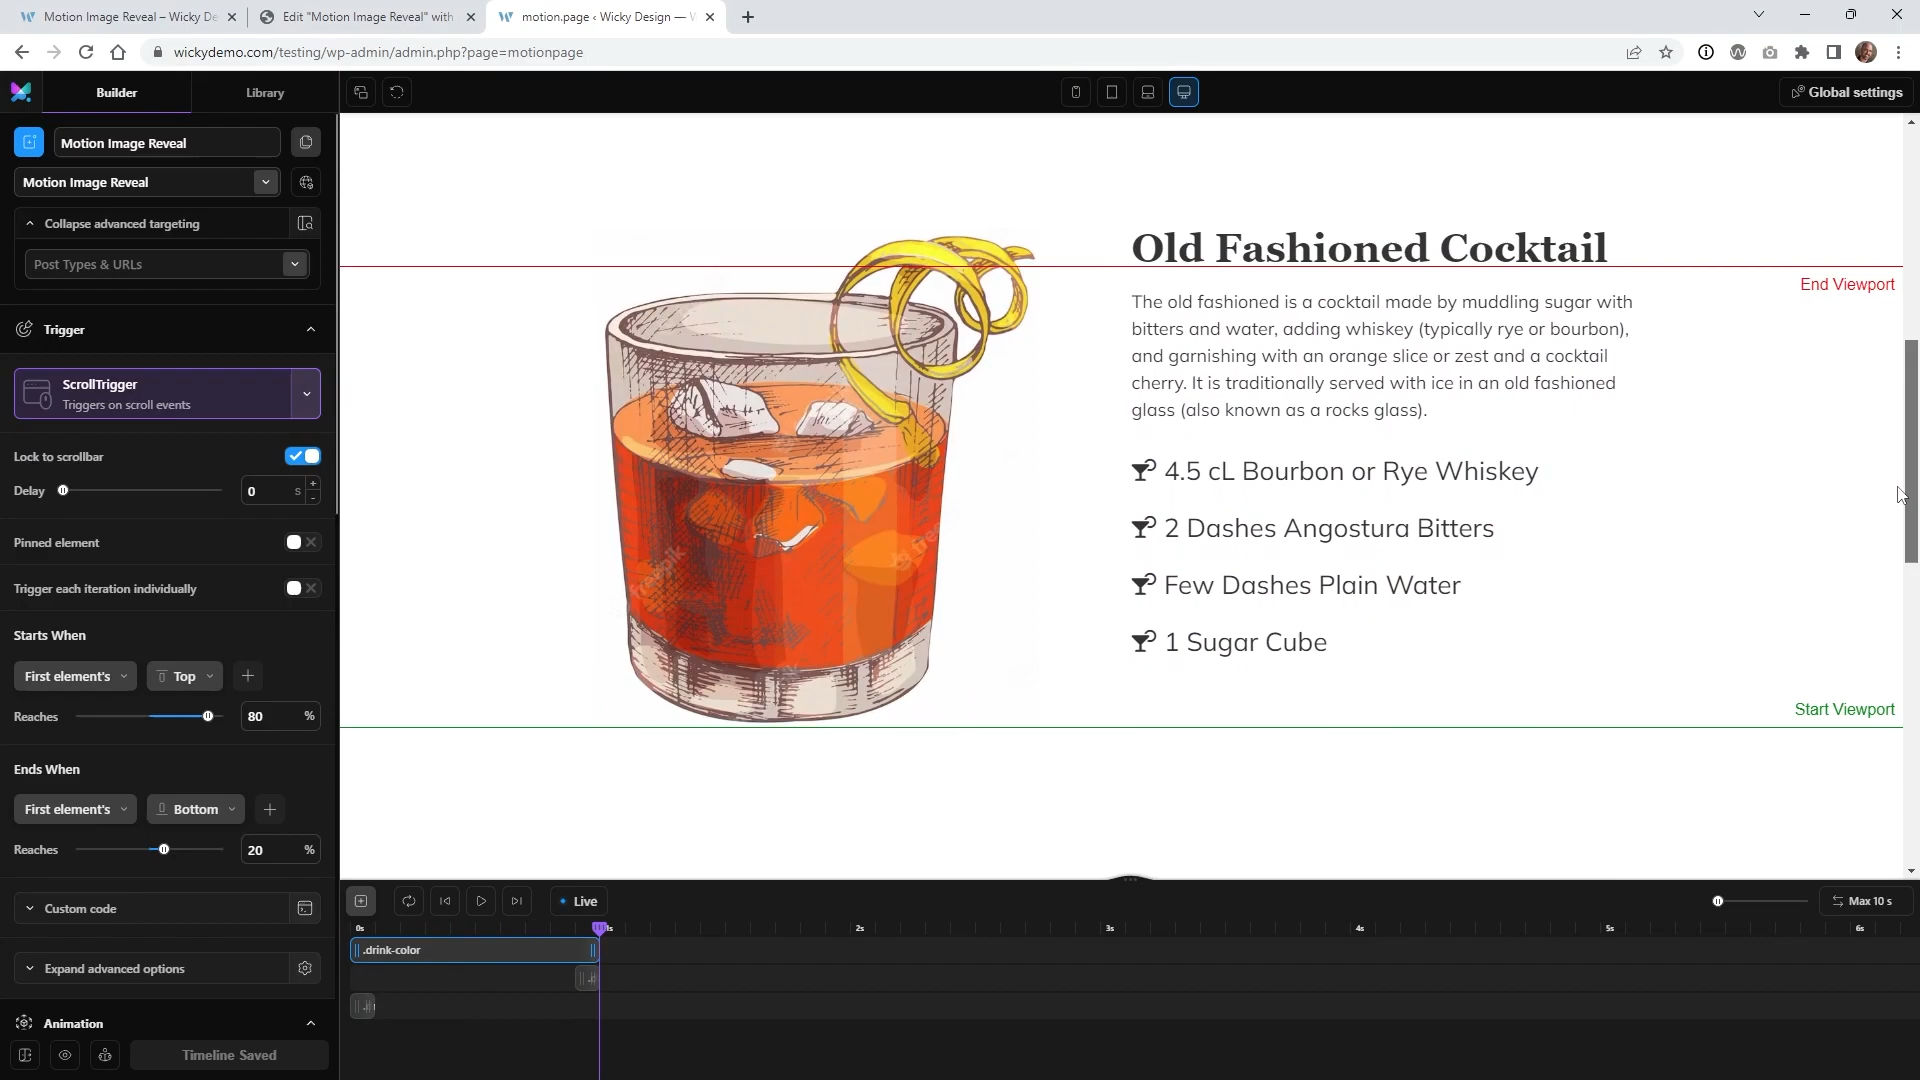 Motion Image Reveal – Wicky De
Edit "Motion Image Reveal" with
motion.page ‹ Wicky Design — W
wickydemo.com/testing/wp-admin/admin.php?page=motionpage
Builder
Library
Global settings
Motion Image Reveal
Motion Image Reveal
Collapse advanced targeting
Post Types & URLs
Trigger
ScrollTrigger
Triggers on scroll events
Lock to scrollbar
Delay
0
s
Pinned element
Trigger each iteration individually
Starts When
First element's
Top
Reaches
80
%
Ends When
First element's
Bottom
Reaches
20
%
Custom code
Expand advanced options
Animation
Timeline Saved
Old Fashioned Cocktail
End Viewport
The old fashioned is a cocktail made by muddling sugar with
bitters and water, adding whiskey (typically rye or bourbon),
and garnishing with an orange slice or zest and a cocktail
cherry. It is traditionally served with ice in an old fashioned
glass (also known as a rocks glass).
4.5 cL Bourbon or Rye Whiskey
2 Dashes Angostura Bitters
Few Dashes Plain Water
1 Sugar Cube
Start Viewport
freepik
Live
Max 10 s
0s
1s
2s
3s
4s
5s
6s
.drink-color